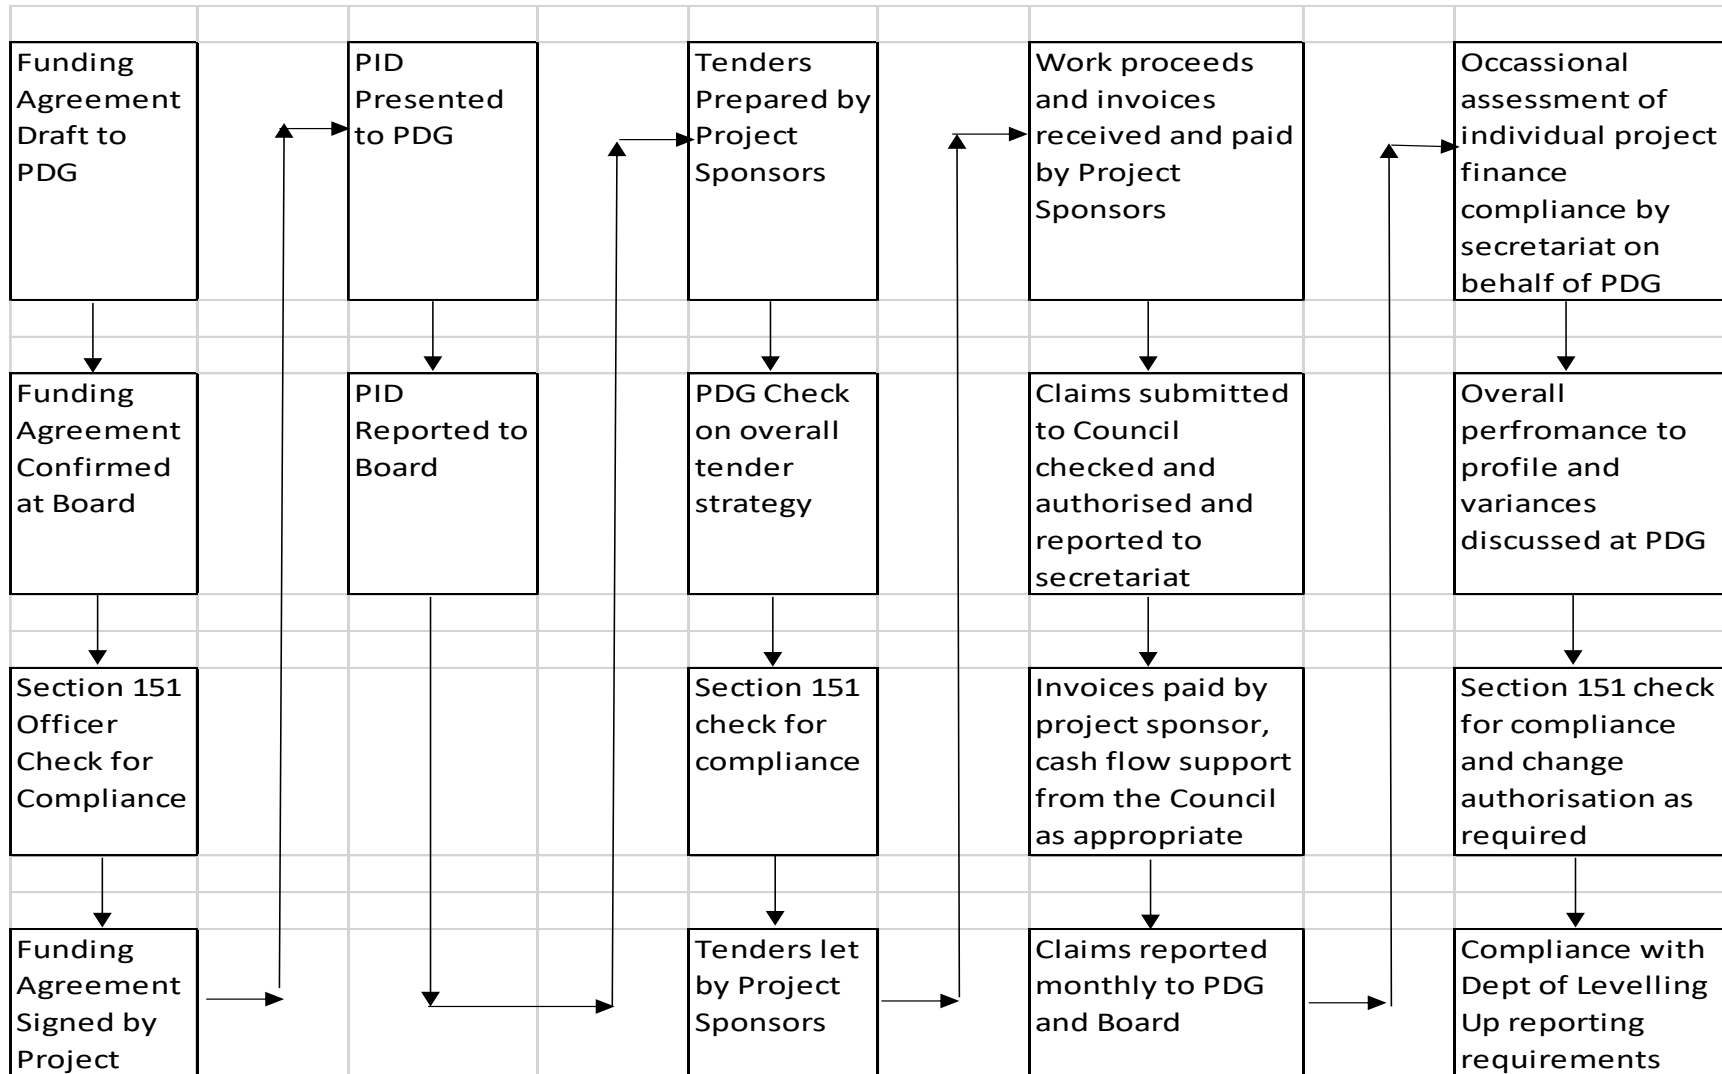 Funding
Agreement
Draft to
PDG
Funding
Agreement
Confirmed
at Board
Section 151
Officer
Check for
Compliance
Funding
Agreement
Signed by
Project
PID
Presented
to PDG
PID
Reported to
Board
Tenders
Prepared by
Project
Sponsors
PDG Check
on overall
tender
strategy
Section 151
check for
compliance
Tenders let
by Project
Sponsors
Work proceeds
and invoices
received and paid
by Project
Sponsors
Claims submitted
to Council
checked and
authorised and
reported to
secretariat
Invoices paid by
project sponsor,
cash flow support
from the Council
as appropriate
Claims reported
monthly to PDG
and Board
Occassional
assessment of
individual project
finance
compliance by
secretariat on
behalf of PDG
Overall
perfromance to
profile and
variances
discussed at PDG
Section 151 check
for compliance
and change
authorisation as
required
Compliance with
Dept of Levelling
Up reporting
requirements